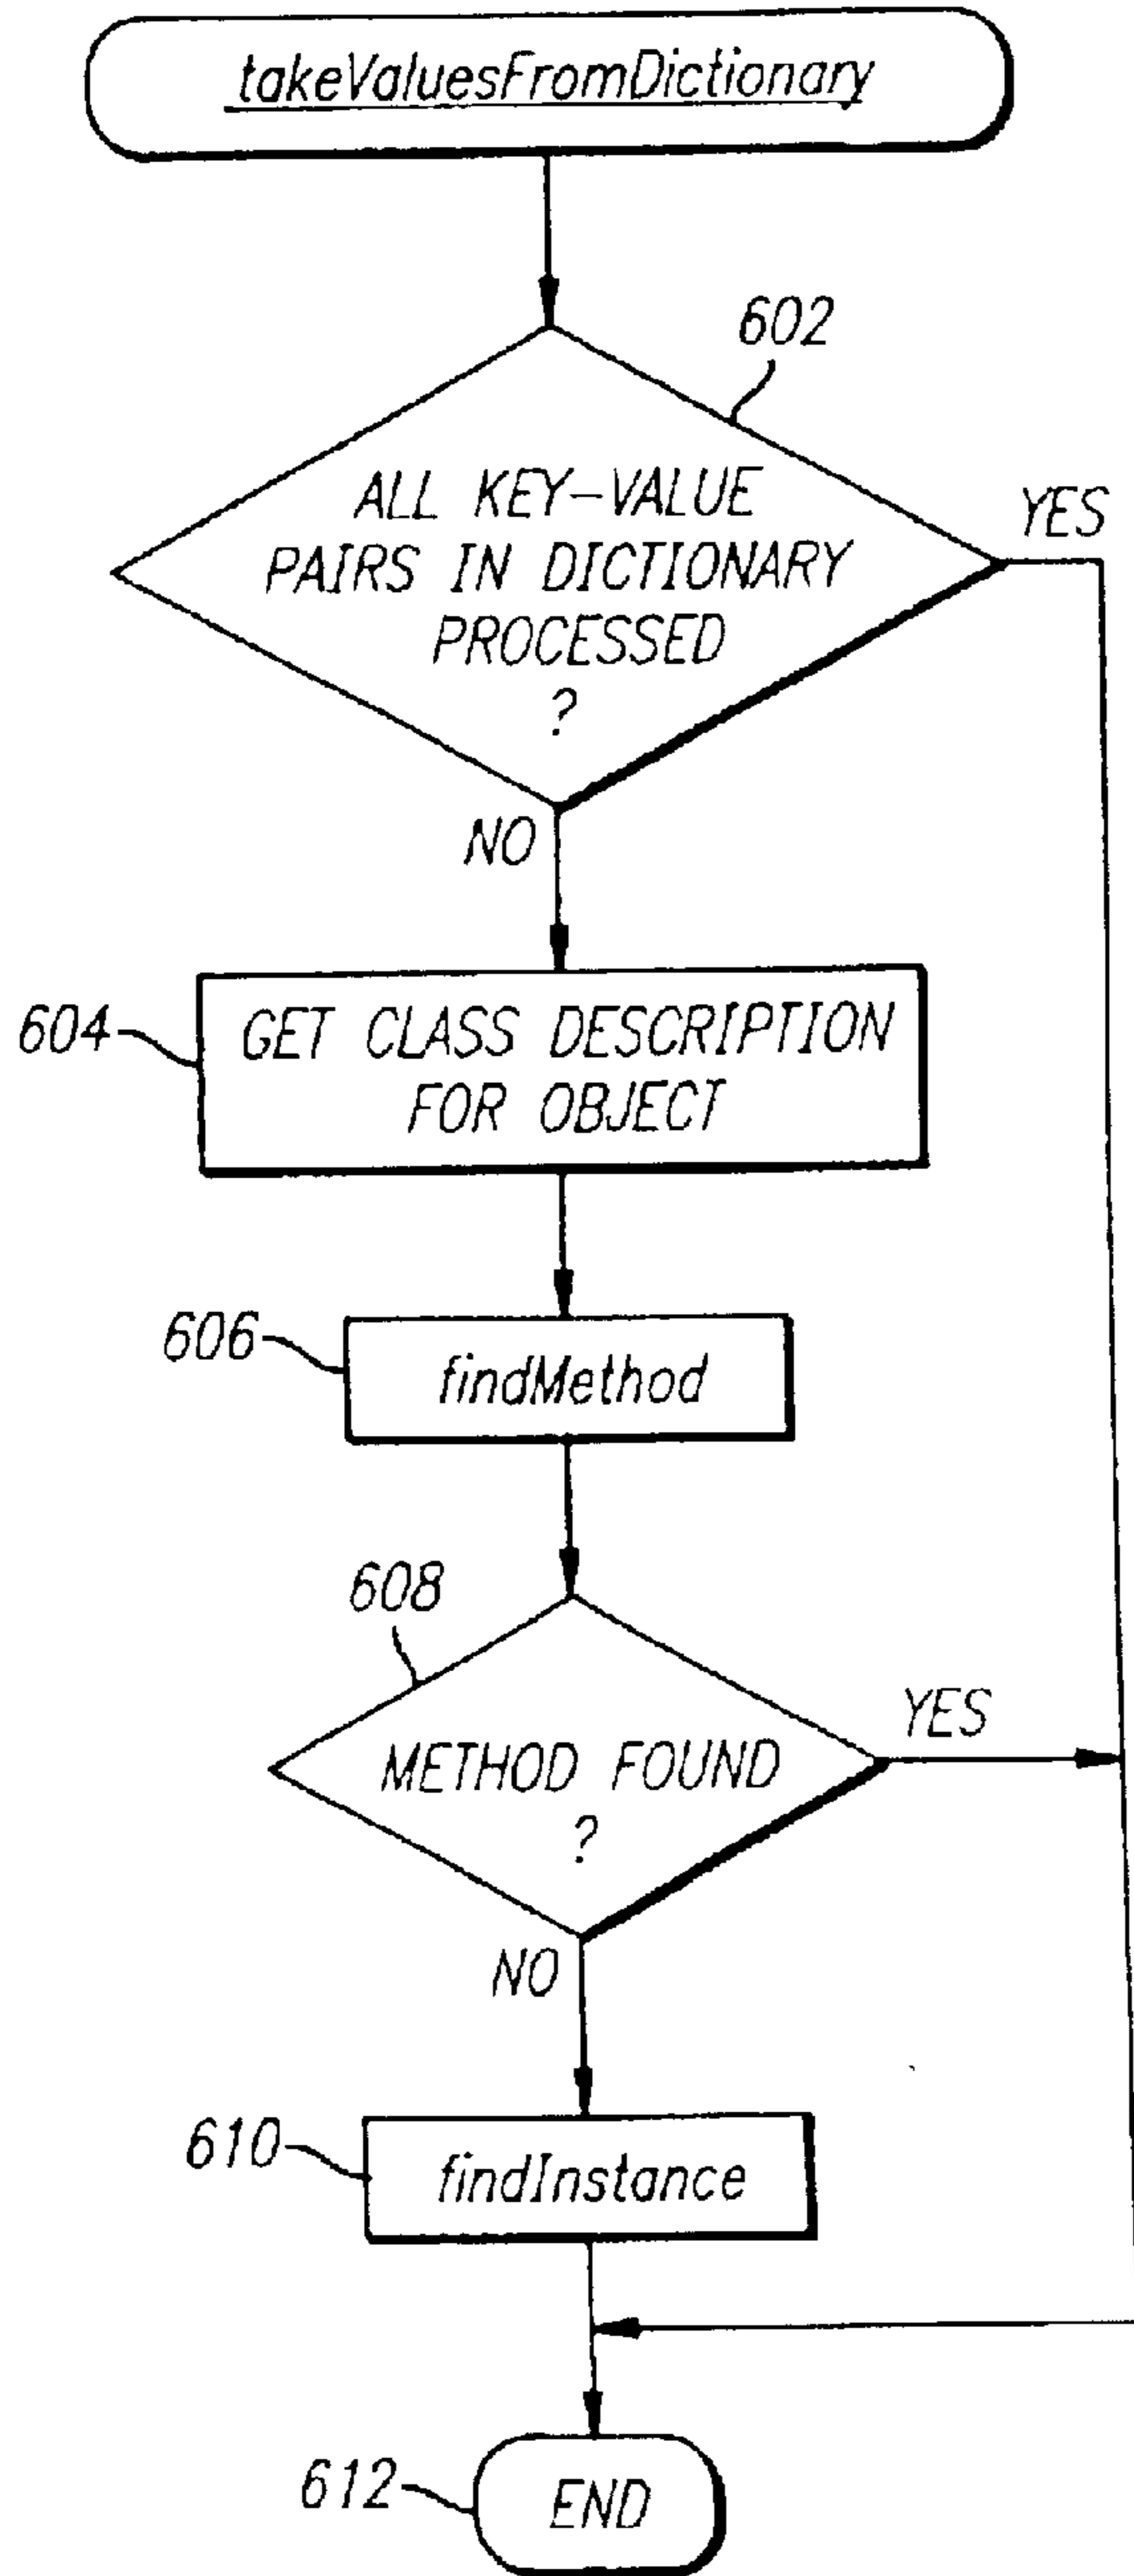 takeValuesFromDictionary
602
ALL KEY-VALUE
PAIRS IN DICTIONARY
PROCESSED
?
YES
NO
604
GET CLASS DESCRIPTION
FOR OBJECT
606
findMethod
608
METHOD FOUND
?
YES
NO
610
findInstance
612
END